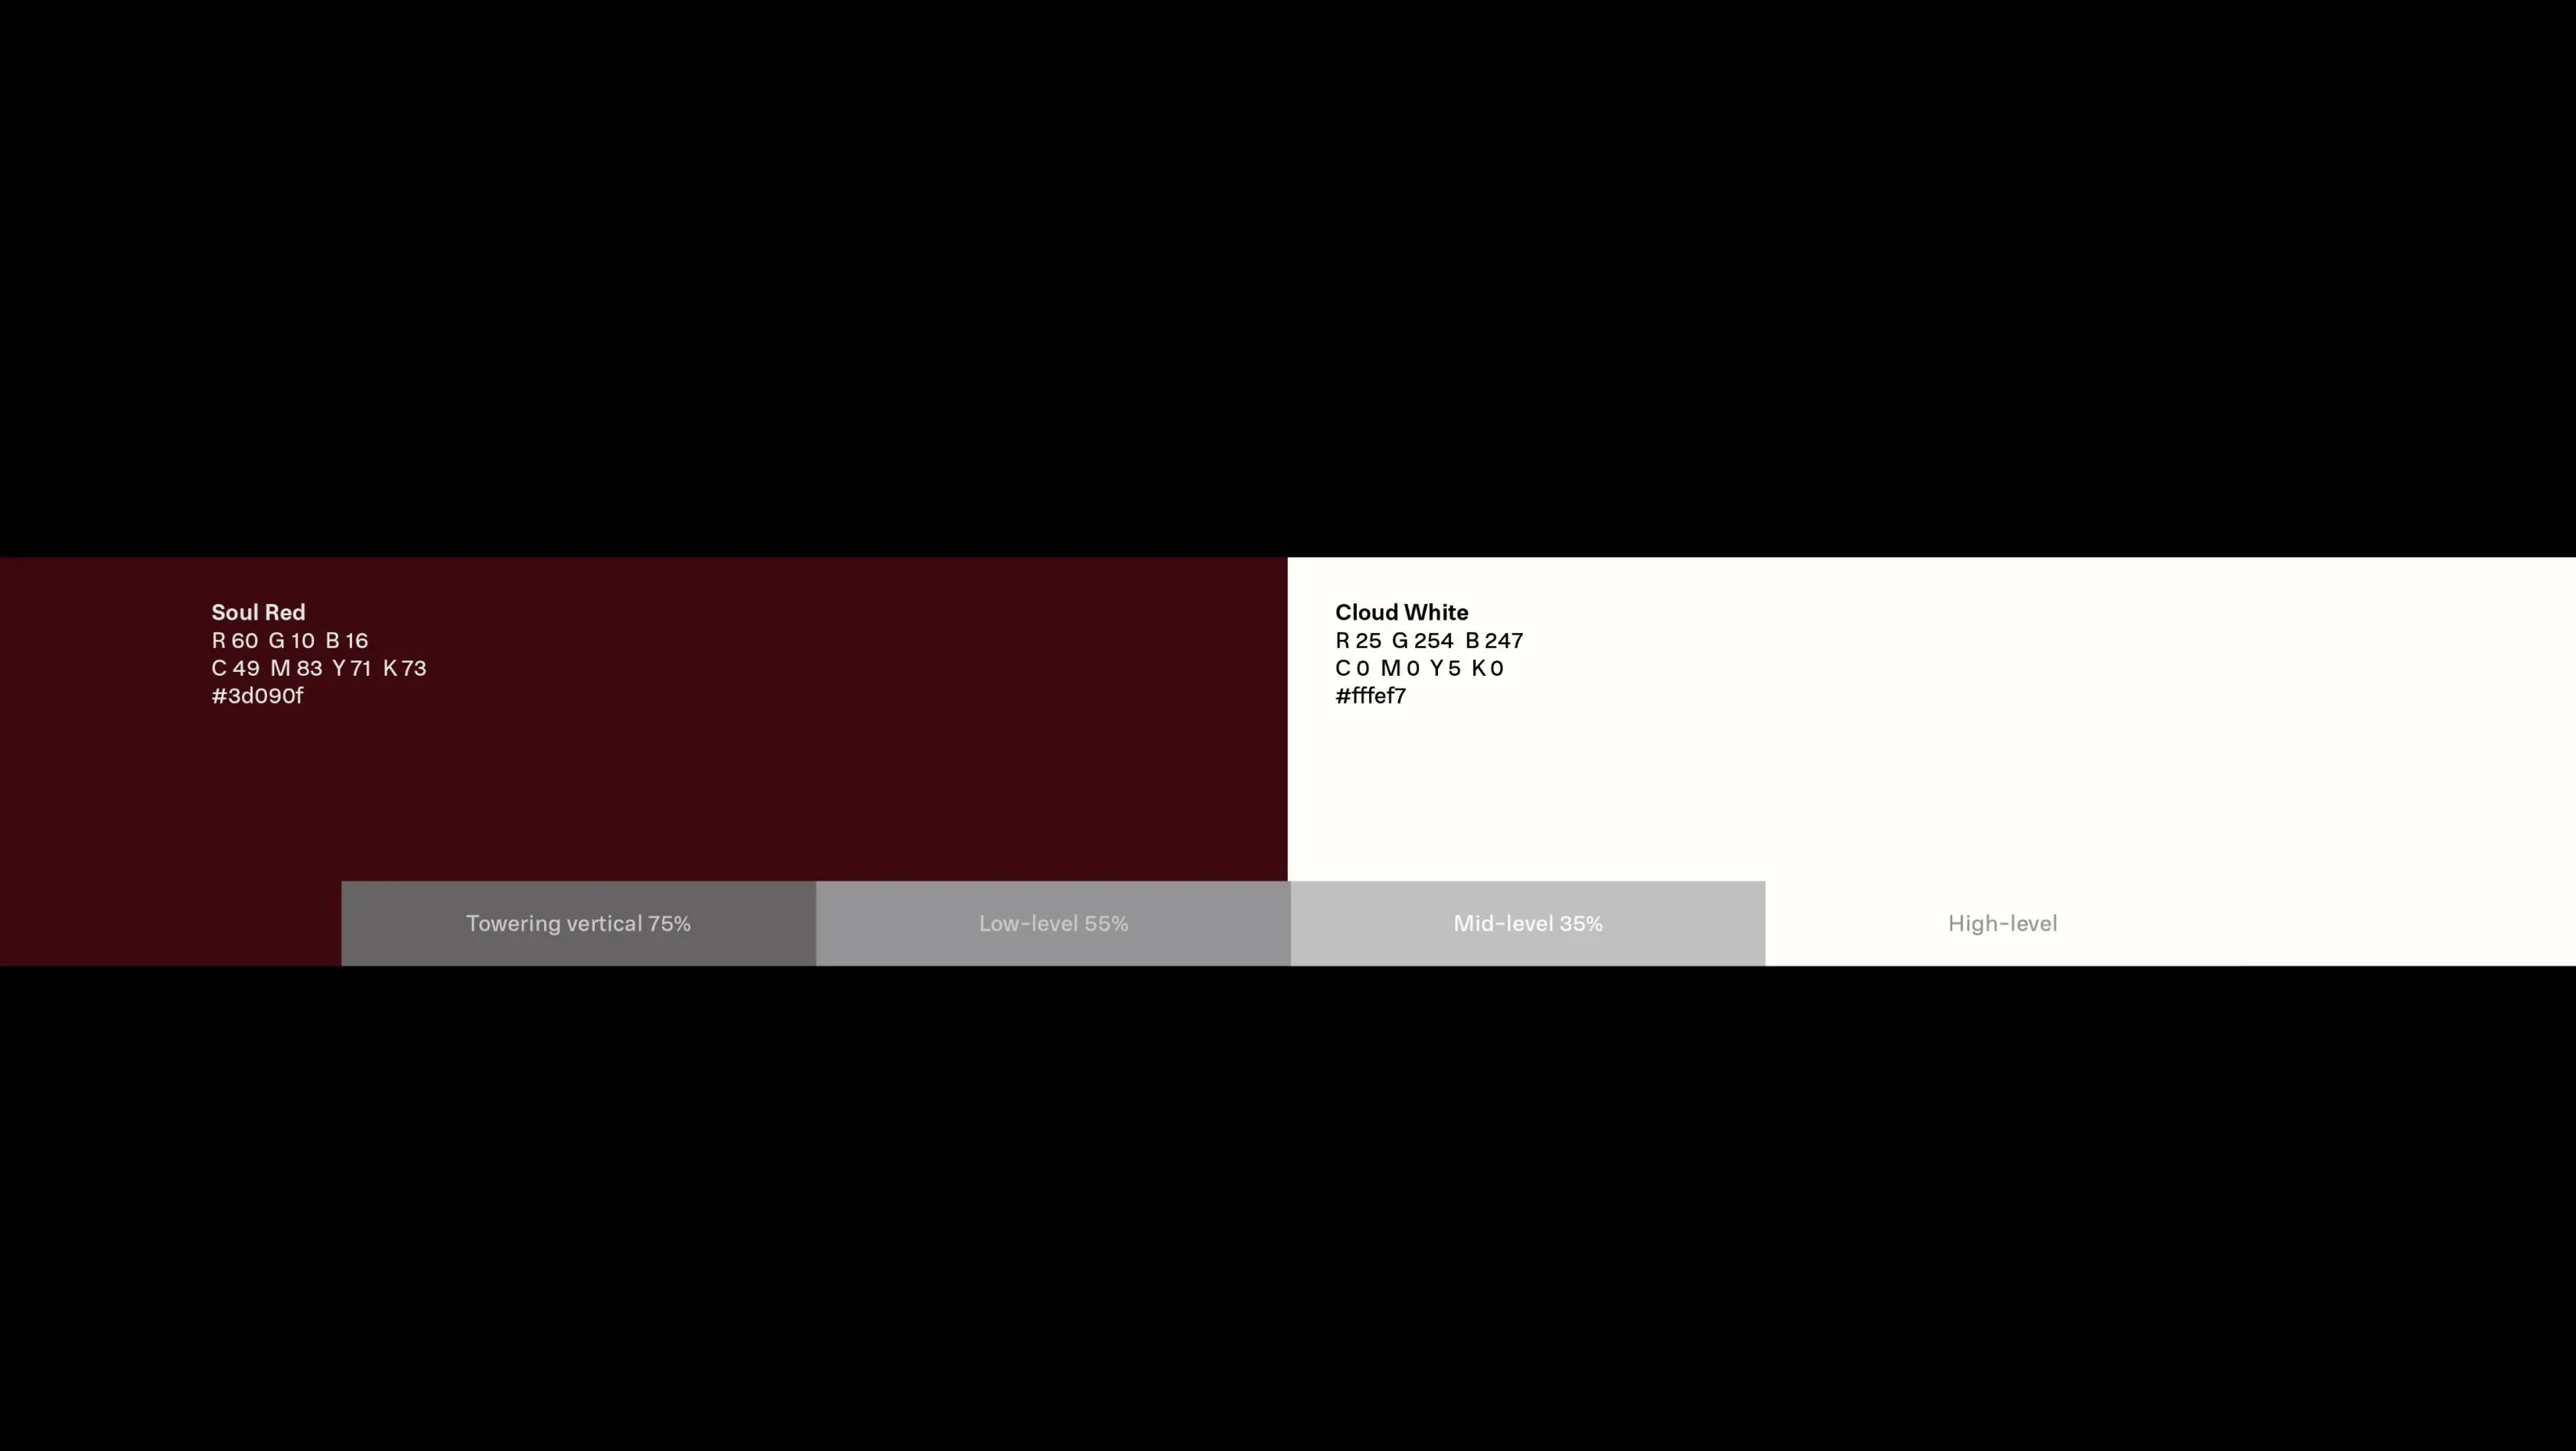 Soul Red
R 60 G 10 B 16
C 49 M 83 Y 71 K 73
#3d090f
Cloud White
R 25 G 254 B 247
C 0 M 0 Y 5 K 0
#fffef7
Towering vertical 75%
Low-level 55%
Mid-level 35%
High-level